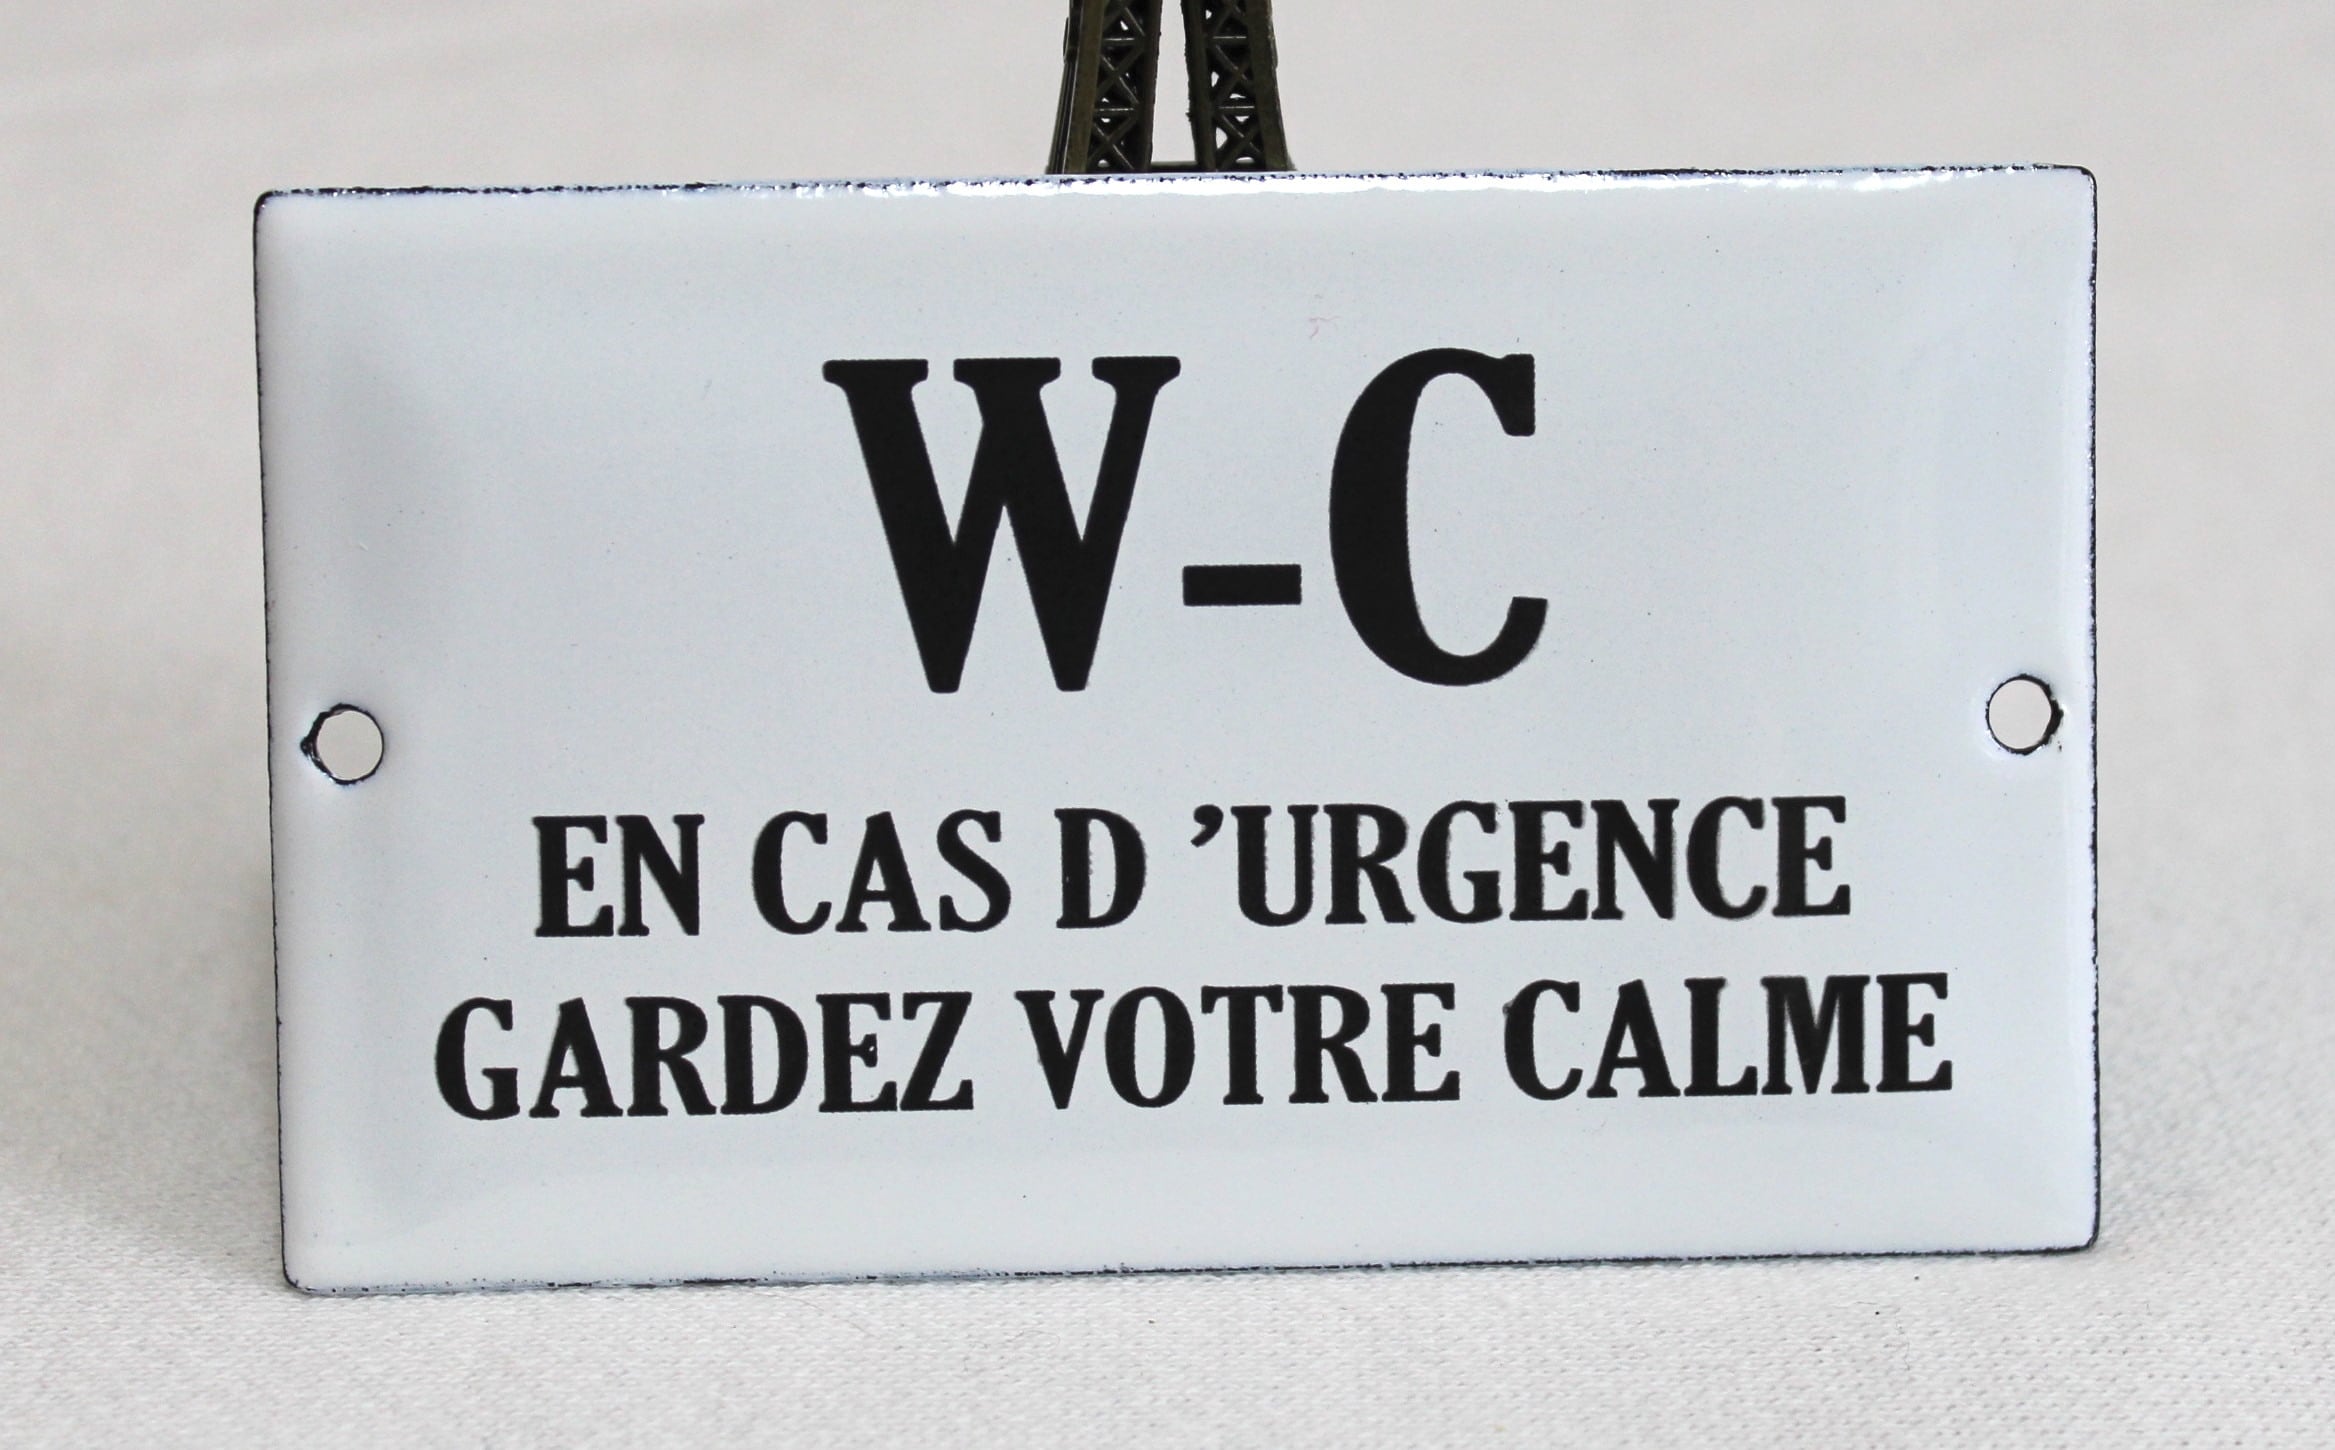 W-C
EN CAS D 'URGENCE
GARDEZ VOTRE CALME